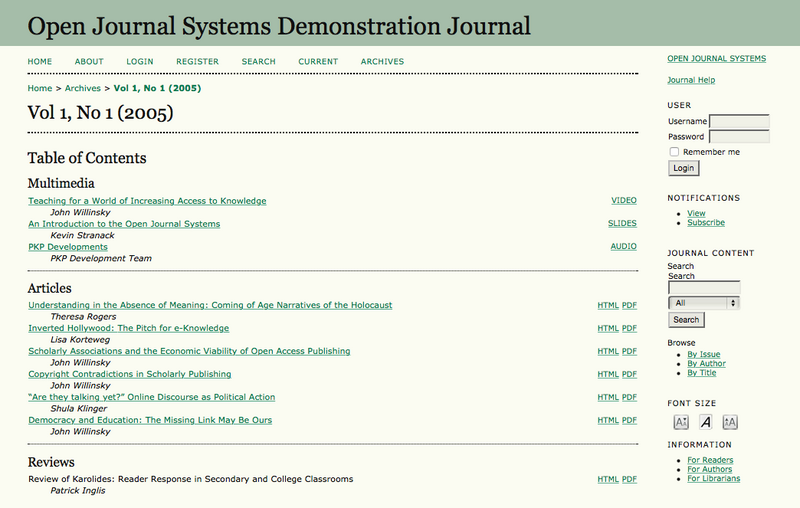 Open Journal Systems Demonstration Journal
HOME ABOUT LOGIN REGISTER SEARCH CURRENT ARCHIVES
Home > Archives > Vol 1, No 1 (2005)
Vol 1, No 1 (2005)
Table of Contents
Multimedia
Teaching for a World of Increasing Access to Knowledge VIDEO
John Willinsky
An Introduction to the Open Journal Systems SLIDES
Kevin Stranack
PKP Developments AUDIO
PKP Development Team
Articles
Understanding in the Absence of Meaning: Coming of Age Narratives of the Holocaust HTML PDF
Theresa Rogers
Inverted Hollywood: The Pitch for e-Knowledge HTML PDF
Lisa Korteweg
Scholarly Associations and the Economic Viability of Open Access Publishing HTML PDF
John Willinsky
Copyright Contradictions in Scholarly Publishing HTML PDF
John Willinsky
“Are they talking yet?” Online Discourse as Political Action HTML PDF
Shula Klinger
Democracy and Education: The Missing Link May Be Ours HTML PDF
John Willinsky
Reviews
Review of Karolides: Reader Response in Secondary and College Classrooms HTML PDF
Patrick Inglis
OPEN JOURNAL SYSTEMS
Journal Help
USER
Username
Password
Remember me
Login
NOTIFICATIONS
View
Subscribe
JOURNAL CONTENT
Search
Search
All
Search
Browse
By Issue
By Author
By Title
FONT SIZE
A A A
INFORMATION
For Readers
For Authors
For Librarians